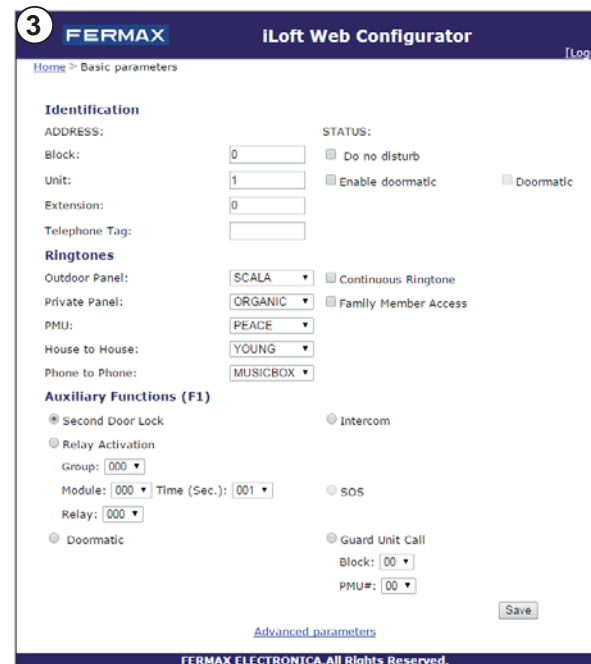 3
FERMAX
iLoft Web Configurator
[Log
Home > Basic parameters
Identification
ADDRESS: STATUS:
Block: 0 Do no disturb
Unit: 1 Enable doormatic Doormatic
Extension: 0
Telephone Tag:
Ringtones
Outdoor Panel: SCALA Continuous Ringtone
Private Panel: ORGANIC Family Member Access
PMU: PEACE
House to House: YOUNG
Phone to Phone: MUSICBOX
Auxiliary Functions (F1)
Second Door Lock Intercom
Relay Activation
Group: 000
Module: 000 Time (Sec.): 001 SOS
Relay: 000
Doormatic Guard Unit Call
Block: 00
PMU#: 00
Save
Advanced parameters
FERMAX ELECTRONICA.All Rights Reserved.